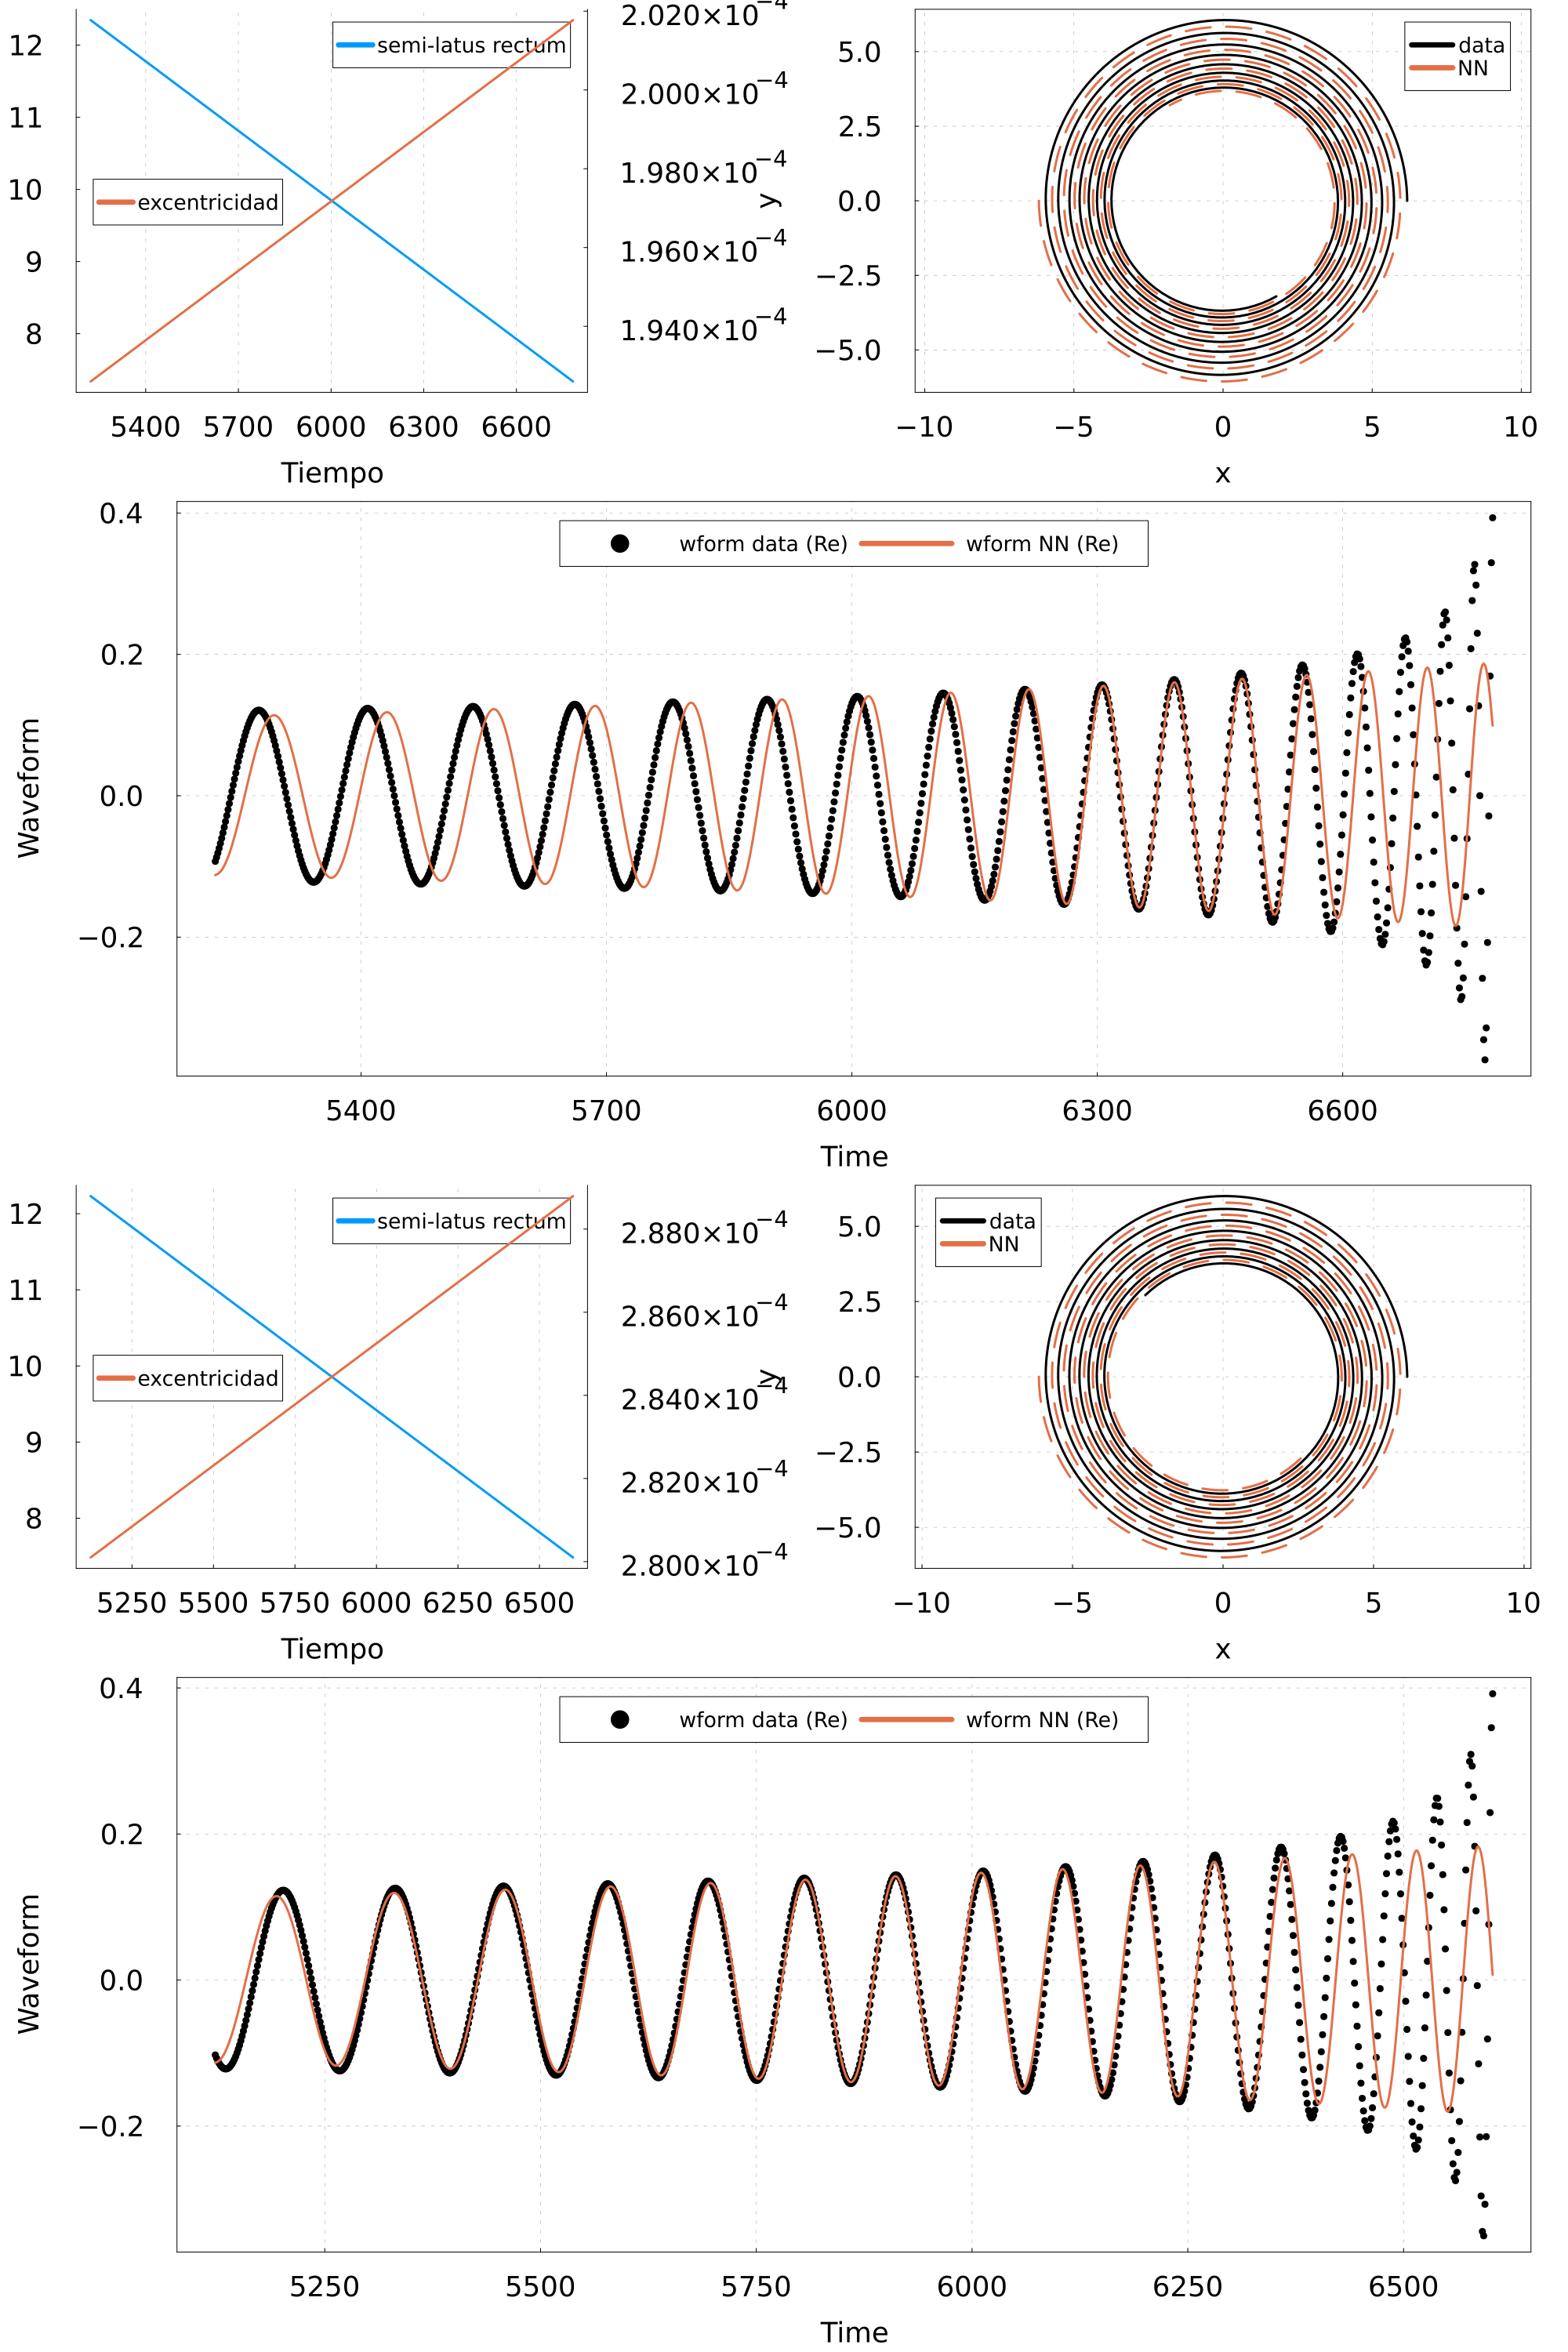 12
11
10
9
8
semi-latus rectum
excentricidad
5400 5700 6000 6300 6600
Tiempo
2.020×10⁻⁴
2.000×10⁻⁴
1.980×10⁻⁴
1.960×10⁻⁴
1.940×10⁻⁴
y
5.0
2.5
0.0
−2.5
−5.0
data
NN
−10 −5 0 5 10
x
wform data (Re) wform NN (Re)
Waveform
0.4
0.2
0.0
−0.2
5400 5700 6000 6300 6600
Time
12
11
10
9
8
semi-latus rectum
excentricidad
5250 5500 5750 6000 6250 6500
Tiempo
2.880×10⁻⁴
2.860×10⁻⁴
2.840×10⁻⁴
2.820×10⁻⁴
2.800×10⁻⁴
y
5.0
2.5
0.0
−2.5
−5.0
data
NN
−10 −5 0 5 10
x
wform data (Re) wform NN (Re)
Waveform
0.4
0.2
0.0
−0.2
5250 5500 5750 6000 6250 6500
Time